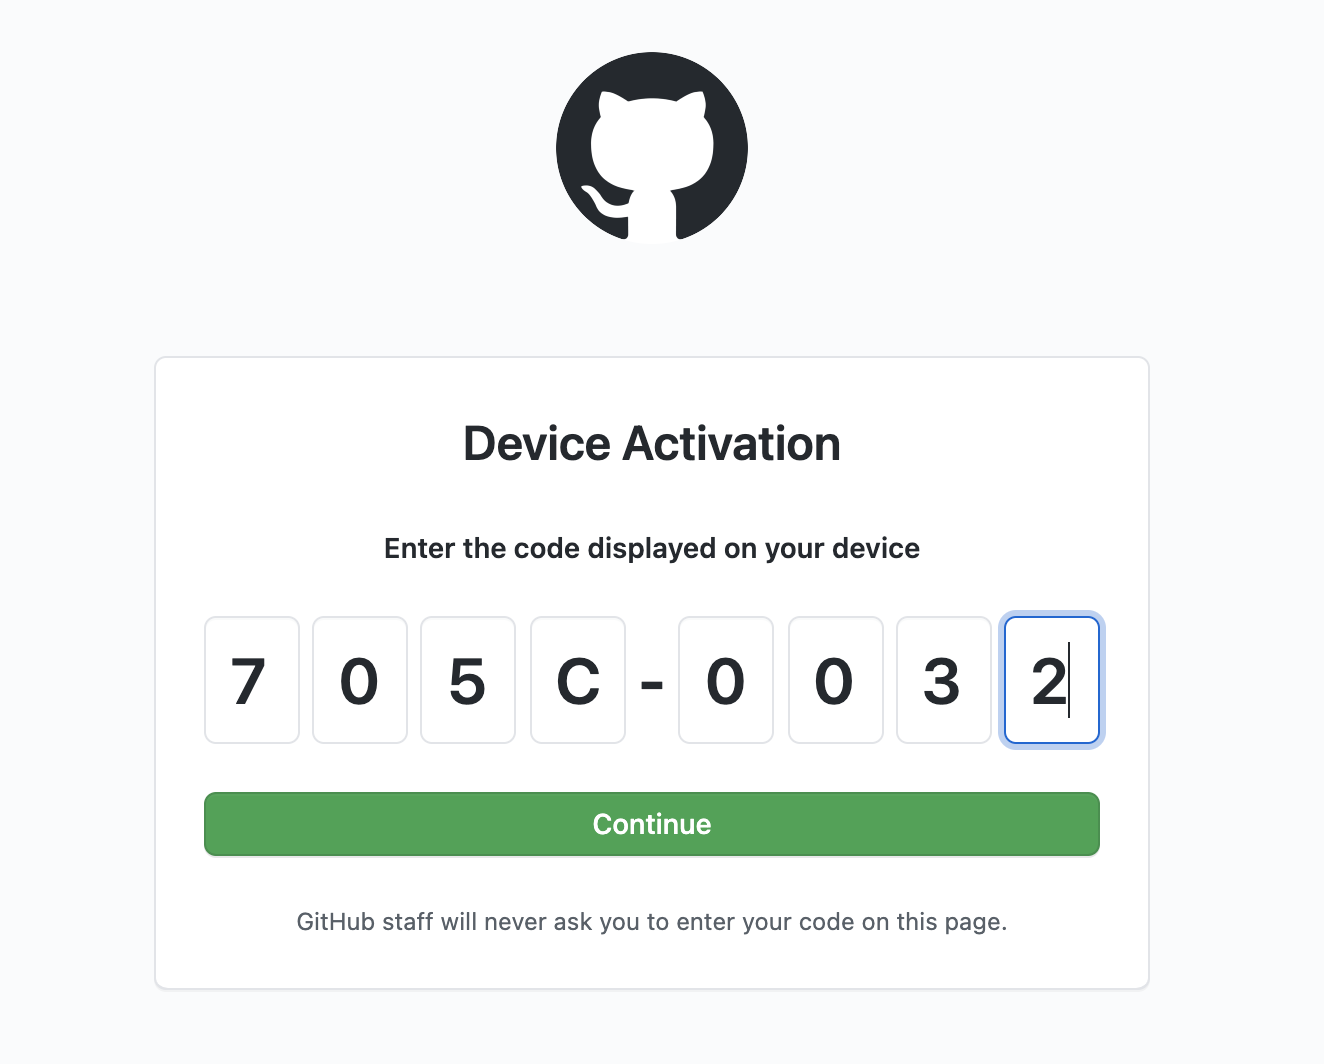 Device Activation
Enter the code displayed on your device
7 0 5 C - 0 0 3 2
Continue
GitHub staff will never ask you to enter your code on this page.